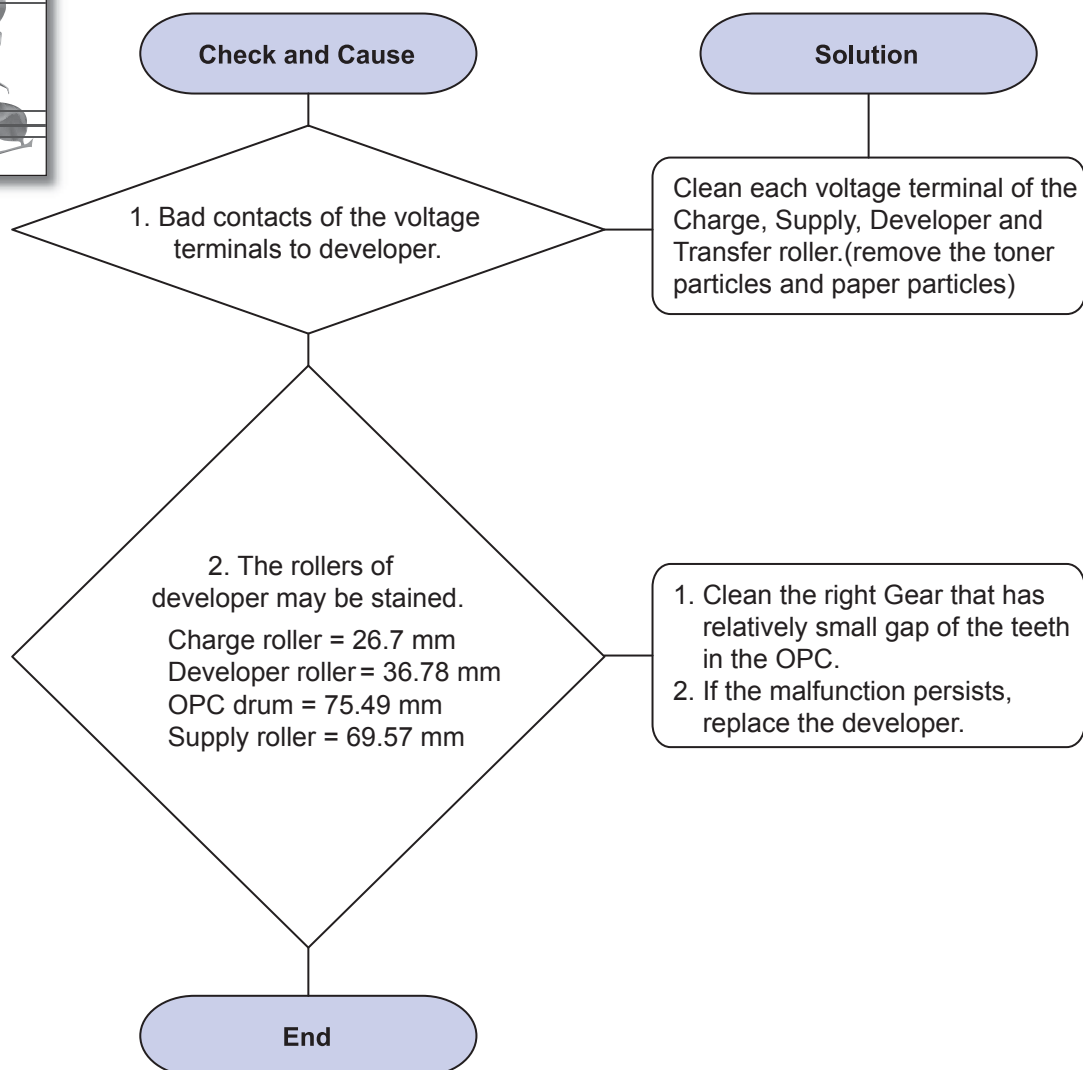 Check and Cause
Solution
1. Bad contacts of the voltage
terminals to developer.
Clean each voltage terminal of the
Charge, Supply, Developer and
Transfer roller.(remove the toner
particles and paper particles)
2. The rollers of
developer may be stained.
Charge roller = 26.7 mm
Developer roller = 36.78 mm
OPC drum = 75.49 mm
Supply roller = 69.57 mm
1. Clean the right Gear that has
relatively small gap of the teeth
in the OPC.
2. If the malfunction persists,
replace the developer.
End